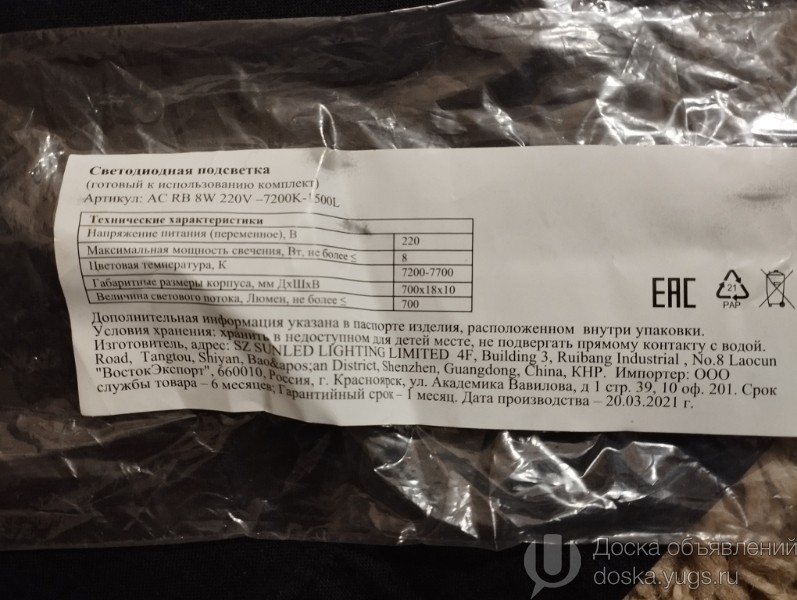 Светодиодная подсветка
(готовый к использованию комплект)
Артикул: AC RB 8W 220V –7200K-1500L
Технические характеристики
Напряжение питания (переменное), В 220
Максимальная мощность свечения, Вт, не более ≤ 8
Цветовая температура, К 7200-7700
Габаритные размеры корпуса, мм ДхШхВ 700x18x10
Величина светового потока, Люмен, не более ≤ 700
EAC
21
PAP
Дополнительная информация указана в паспорте изделия, расположенном внутри упаковки.
Условия хранения: хранить в недоступном для детей месте, не подвергать прямому контакту с водой.
Изготовитель, адрес: SZ SUNLED LIGHTING LIMITED 4F, Building 3, Ruibang Industrial , No.8 Laocun
Road, Tangtou, Shiyan, Bao&apos;an District, Shenzhen, Guangdong, China, КНР. Импортер: ООО
"ВостокЭкспорт", 660010, Россия, г. Красноярск, ул. Академика Вавилова, д 1 стр. 39, 10 оф. 201. Срок
службы товара – 6 месяцев; Гарантийный срок – 1 месяц. Дата производства – 20.03.2021 г.
Доска объявлений
doska.yugs.ru